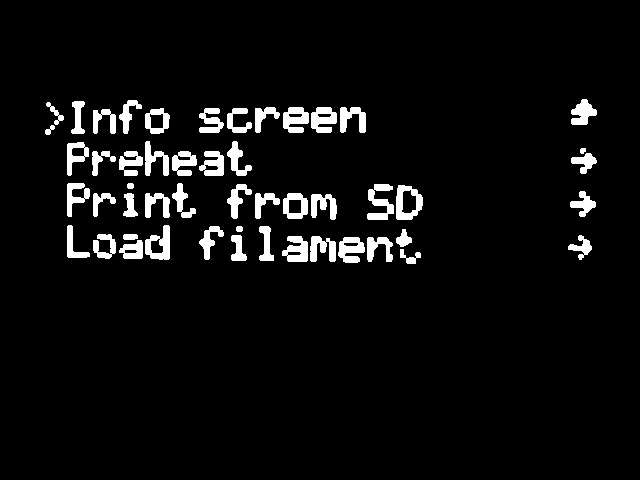 >Info screen ↑
Preheat →
Print from SD →
Load filament →